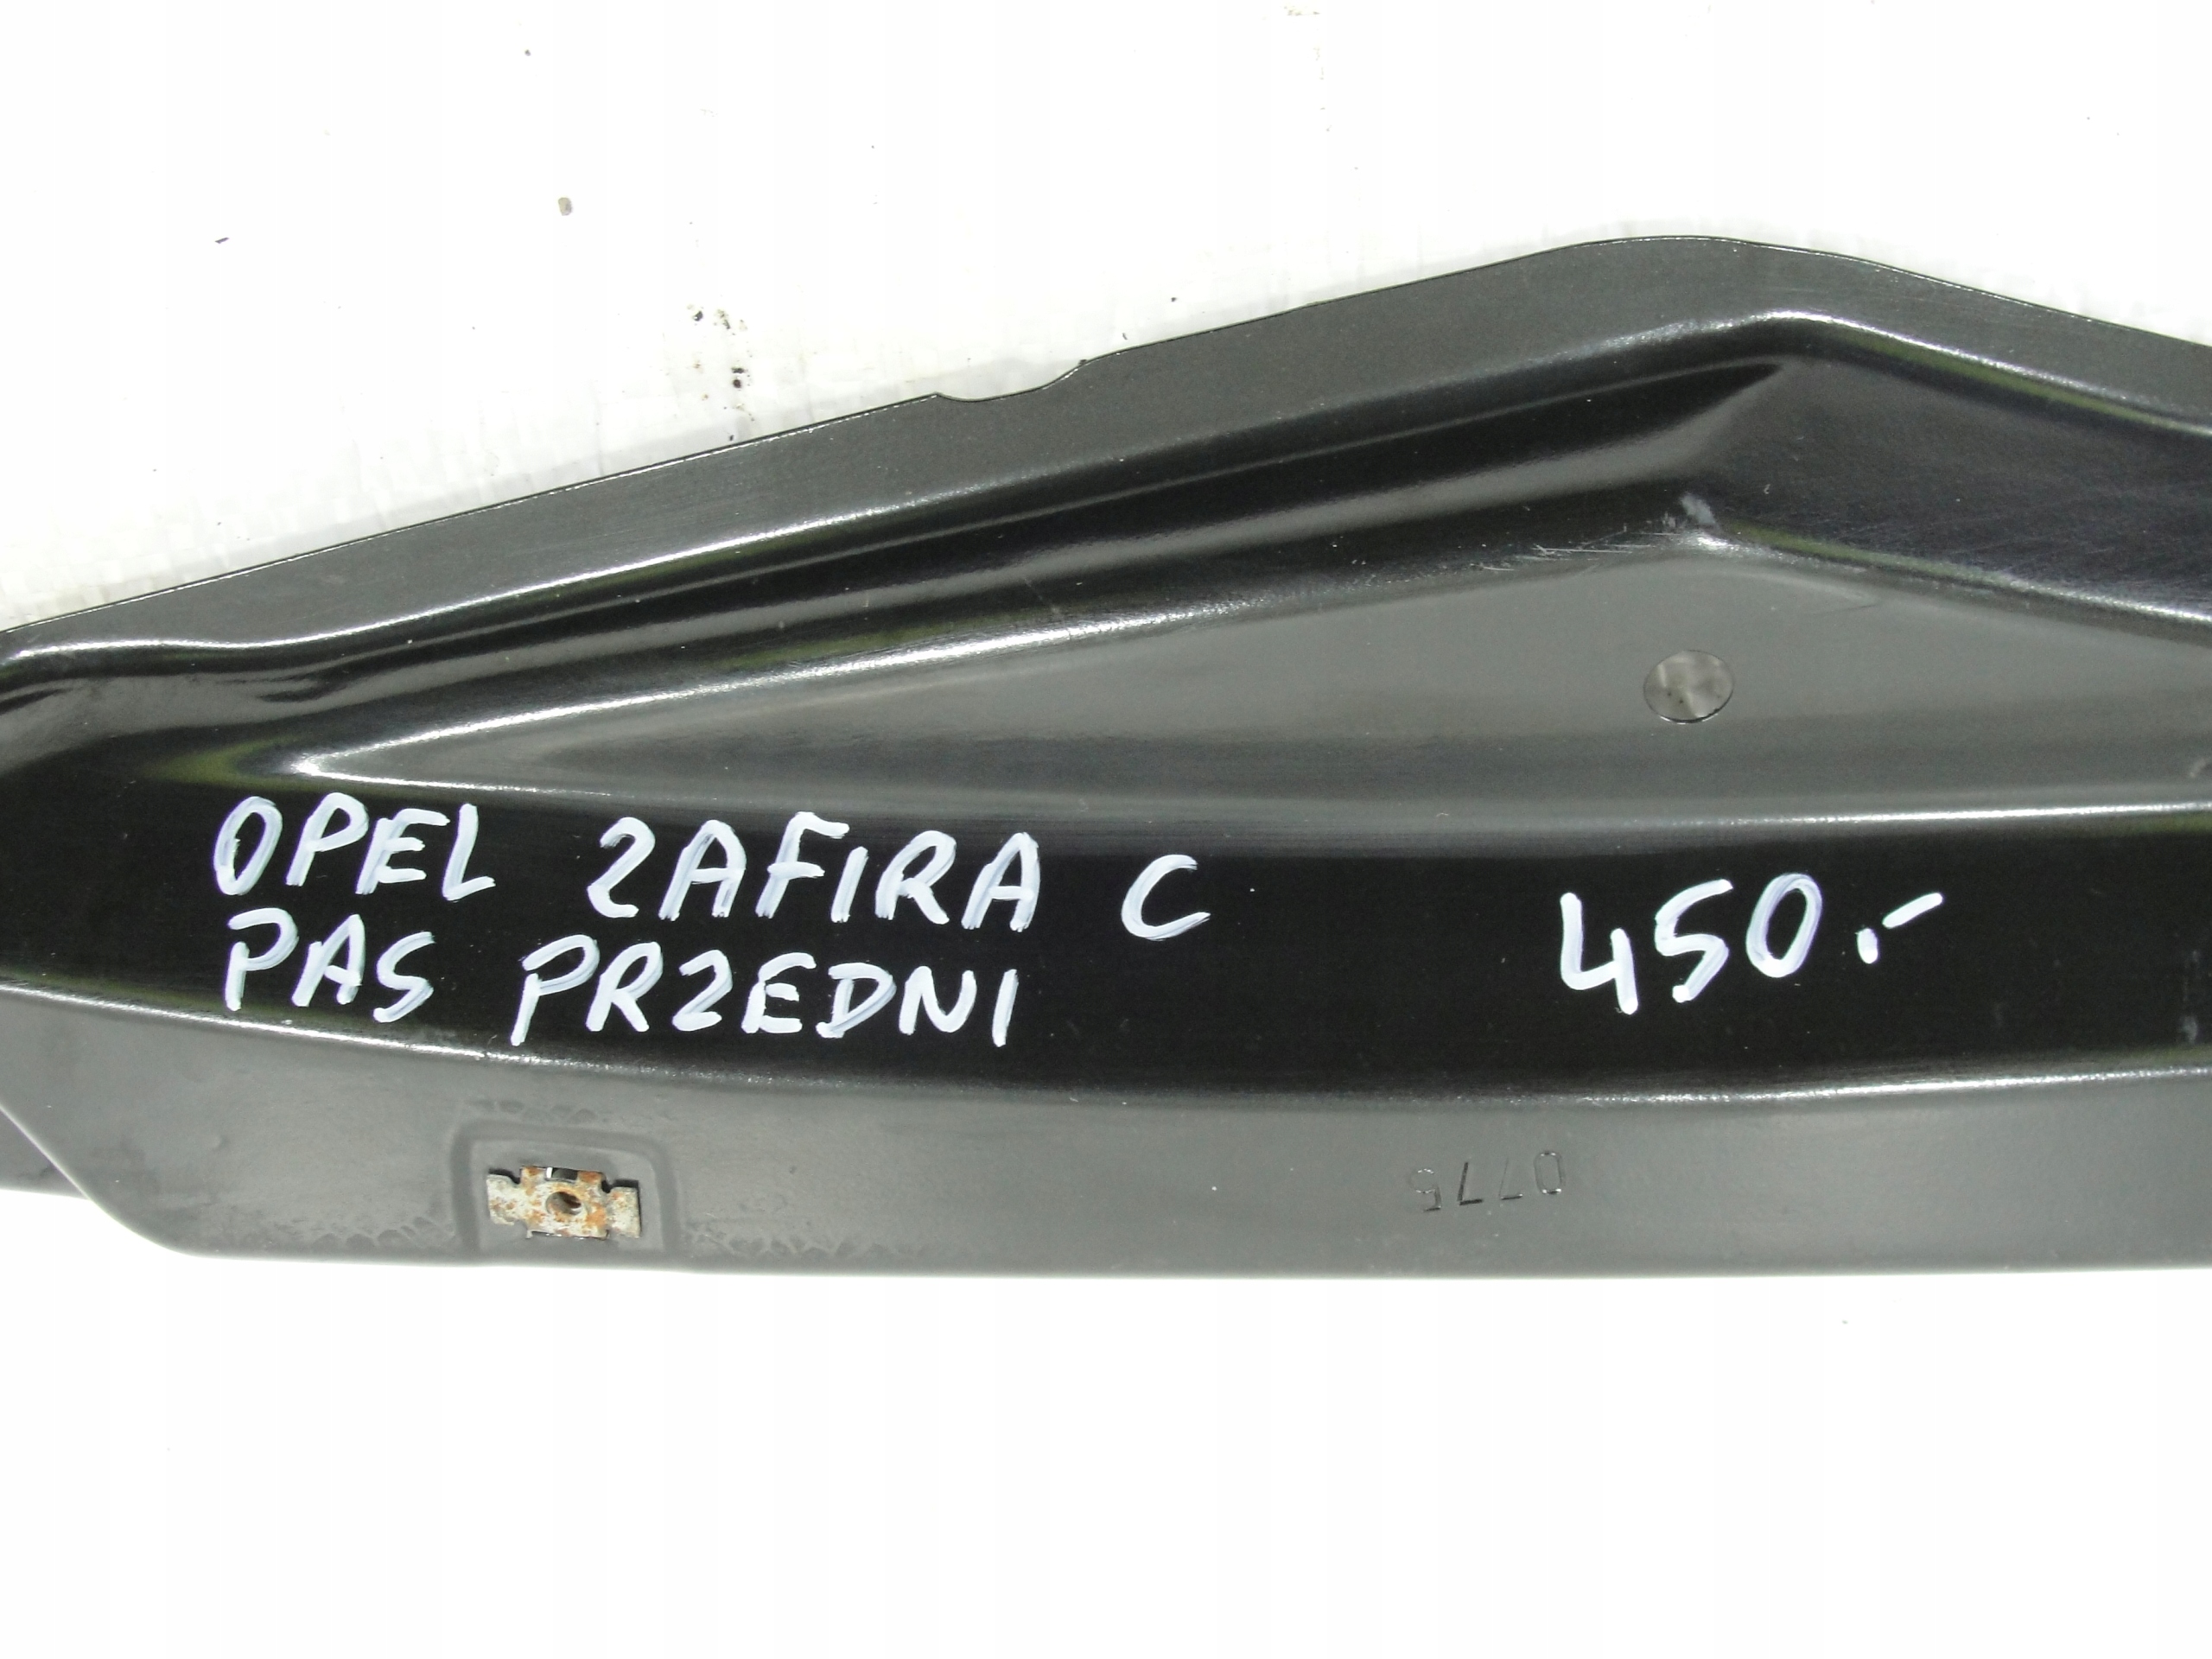 OPEL ZAFIRA C 450.-
PAS PRZEDNI
0775